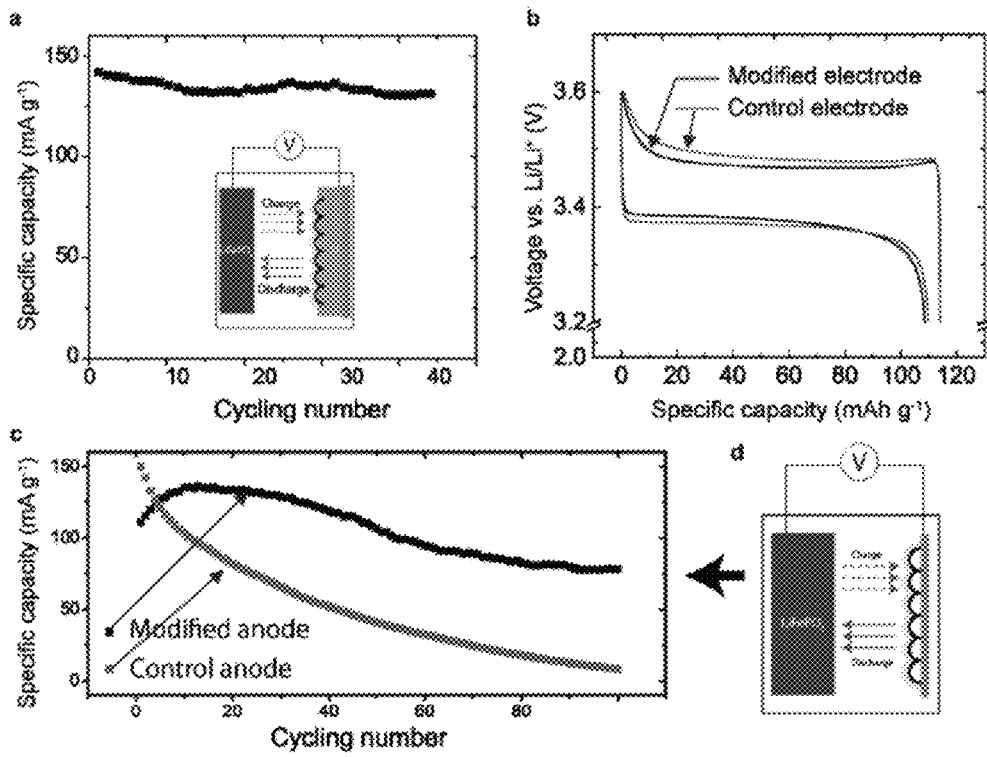 a
Specific capacity (mA g-1)
150
100
50
0
0 10 20 30 40
Cycling number
V
Charge
Discharge
b
Voltage vs. Li/Li+ (V)
3.6
3.4
3.2
2.0
Modified electrode
Control electrode
0 20 40 60 80 100 120
Specific capacity (mAh g-1)
c
Specific capacity (mA g-1)
150
100
50
0
Modified anode
Control anode
0 20 40 60 80
Cycling number
d
V
Charge
Discharge